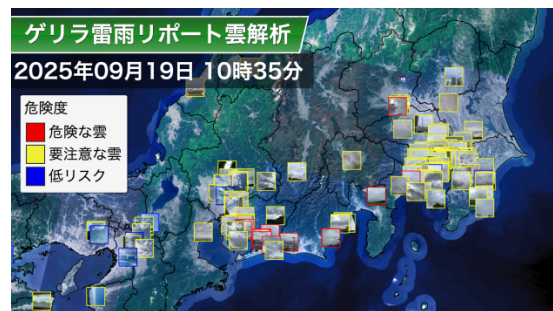 ゲリラ雷雨リポート雲解析
2025年09月19日 10時35分
危険度
危険な雲
要注意な雲
低リスク